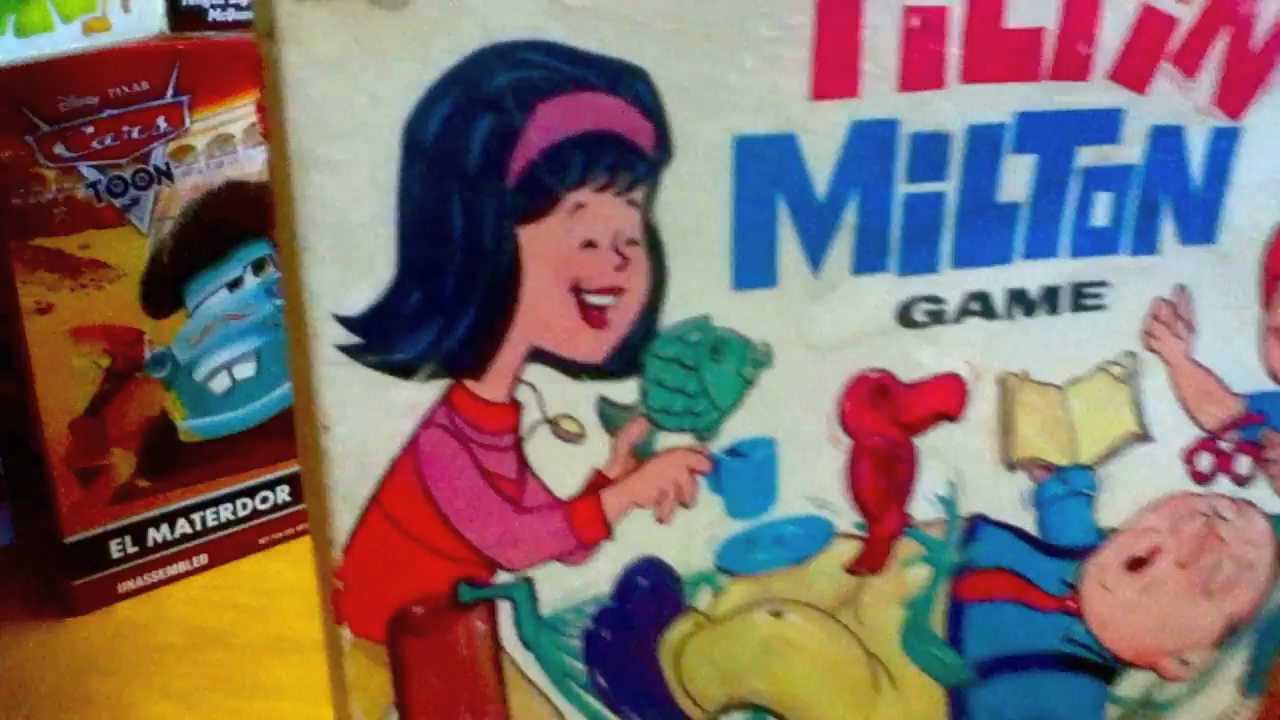 DISNEY PIXAR
Cars
TOON
EL MATERDOR
UNASSEMBLED
TiLTiN
MiLTON
GAME